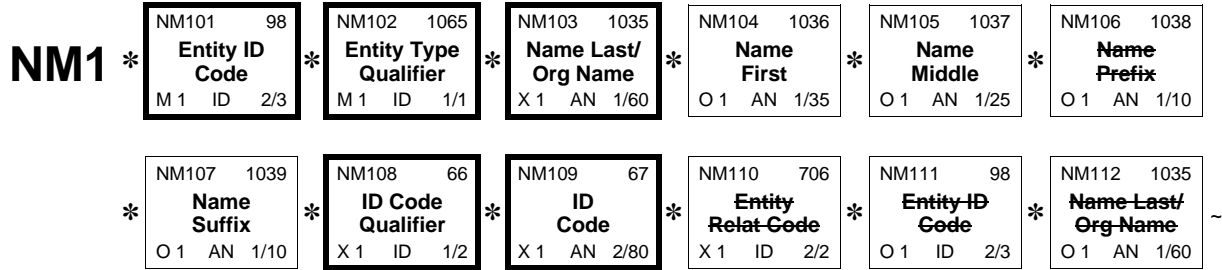 NM101 98 NM102 1065 NM103 1035 NM104 1036 NM105 1037 NM106 1038
NM1 * Entity ID * Entity Type * Name Last/ * Name * Name * Name
Code Qualifier Org Name First Middle Prefix
M 1 ID 2/3 M 1 ID 1/1 X 1 AN 1/60 O 1 AN 1/35 O 1 AN 1/25 O 1 AN 1/10
NM107 1039 NM108 66 NM109 67 NM110 706 NM111 98 NM112 1035
* Name * ID Code * ID * Entity * Entity ID * Name Last/ ~
Suffix Qualifier Code Relat Code Code Org Name
O 1 AN 1/10 X 1 ID 1/2 X 1 AN 2/80 X 1 ID 2/2 O 1 ID 2/3 O 1 AN 1/60